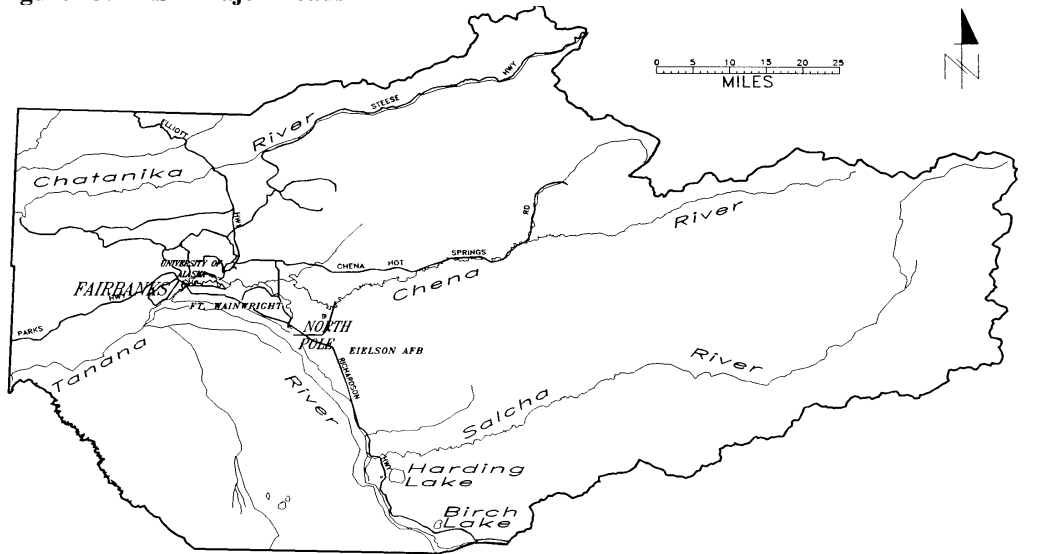 0 5 10 15 20 25
MILES
N
STEESE HWY
ELLIOTT
River
Chatanika
HWY
RD
River
CHENA HOT SPRINGS
Chena
UNIVERSITY OF
ALASKA
FAIRBANKS
HWY
FT. WAINWRIGHT
PARKS
NORTH
POLE
EIELSON AFB
Tanana
River
RICHARDSON
River
Salcha
HWY
Harding
Lake
Birch
Lake